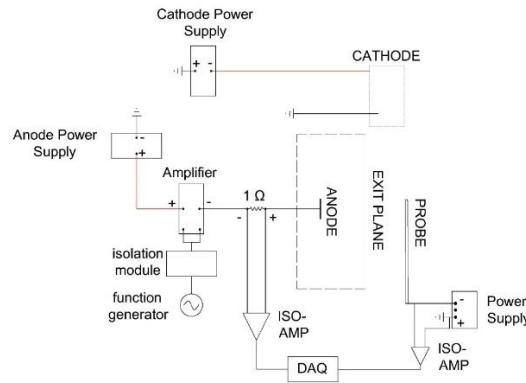 Cathode Power
Supply
+ -
CATHODE
Anode Power
Supply
-
+
Amplifier
+ -
1 Ω
- +
ANODE
EXIT PLANE
PROBE
isolation
module
function
generator
ISO-
AMP
-
+
Power
Supply
ISO-
AMP
DAQ